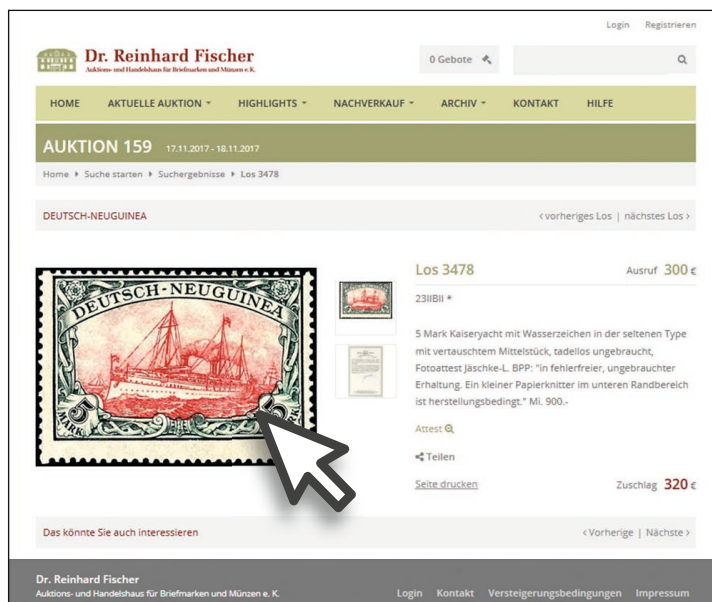 Login Registrieren
Dr. Reinhard Fischer
Auktions- und Handelshaus für Briefmarken und Münzen e.K.
0 Gebote
HOME AKTUELLE AUKTION HIGHLIGHTS NACHVERKAUF ARCHIV KONTAKT HILFE
AUKTION 159 17.11.2017 - 18.11.2017
Home Suche starten Suchergebnisse Los 3478
DEUTSCH-NEUGUINEA
‹ vorheriges Los | nächstes Los ›
DEUTSCH-NEUGUINEA
5 5
MARK
Los 3478 Ausruf 300 €
23IIBII *
5 Mark Kaiseryacht mit Wasserzeichen in der seltenen Type
mit vertauschtem Mittelstück, tadellos ungebraucht,
Fotoattest Jäschke-L. BPP: "in fehlerfreier, ungebrauchter
Erhaltung. Ein kleiner Papierknitter im unteren Randbereich
ist herstellungsbedingt." Mi. 900.-
Attest
Teilen
Seite drucken Zuschlag 320 €
Das könnte Sie auch interessieren ‹ Vorherige | Nächste ›
Dr. Reinhard Fischer
Auktions- und Handelshaus für Briefmarken und Münzen e. K.
Login Kontakt Versteigerungsbedingungen Impressum